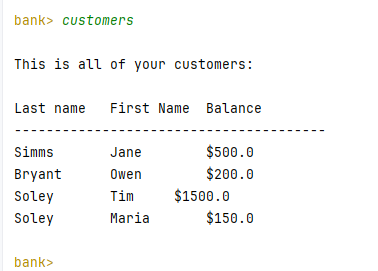 bank> customers
This is all of your customers:
Last name   First Name  Balance
---------------------------------------
Simms       Jane        $500.0
Bryant      Owen        $200.0
Soley       Tim     $1500.0
Soley       Maria       $150.0
bank>